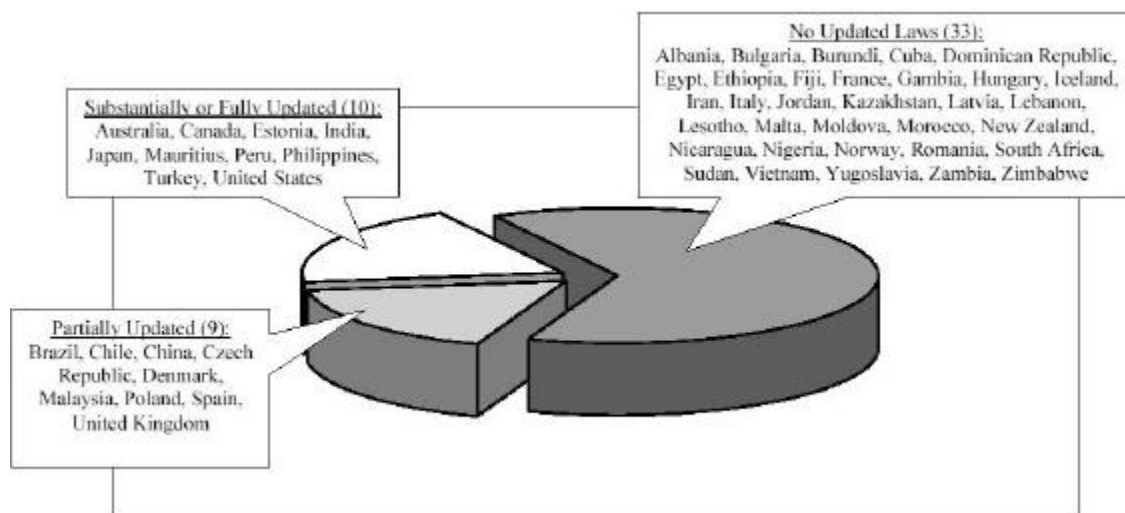 No Updated Laws (33):
Albania, Bulgaria, Burundi, Cuba, Dominican Republic,
Egypt, Ethiopia, Fiji, France, Gambia, Hungary, Iceland,
Iran, Italy, Jordan, Kazakhstan, Latvia, Lebanon,
Lesotho, Malta, Moldova, Morocco, New Zealand,
Nicaragua, Nigeria, Norway, Romania, South Africa,
Sudan, Vietnam, Yugoslavia, Zambia, Zimbabwe
Substantially or Fully Updated (10):
Australia, Canada, Estonia, India,
Japan, Mauritius, Peru, Philippines,
Turkey, United States
Partially Updated (9):
Brazil, Chile, China, Czech
Republic, Denmark,
Malaysia, Poland, Spain,
United Kingdom